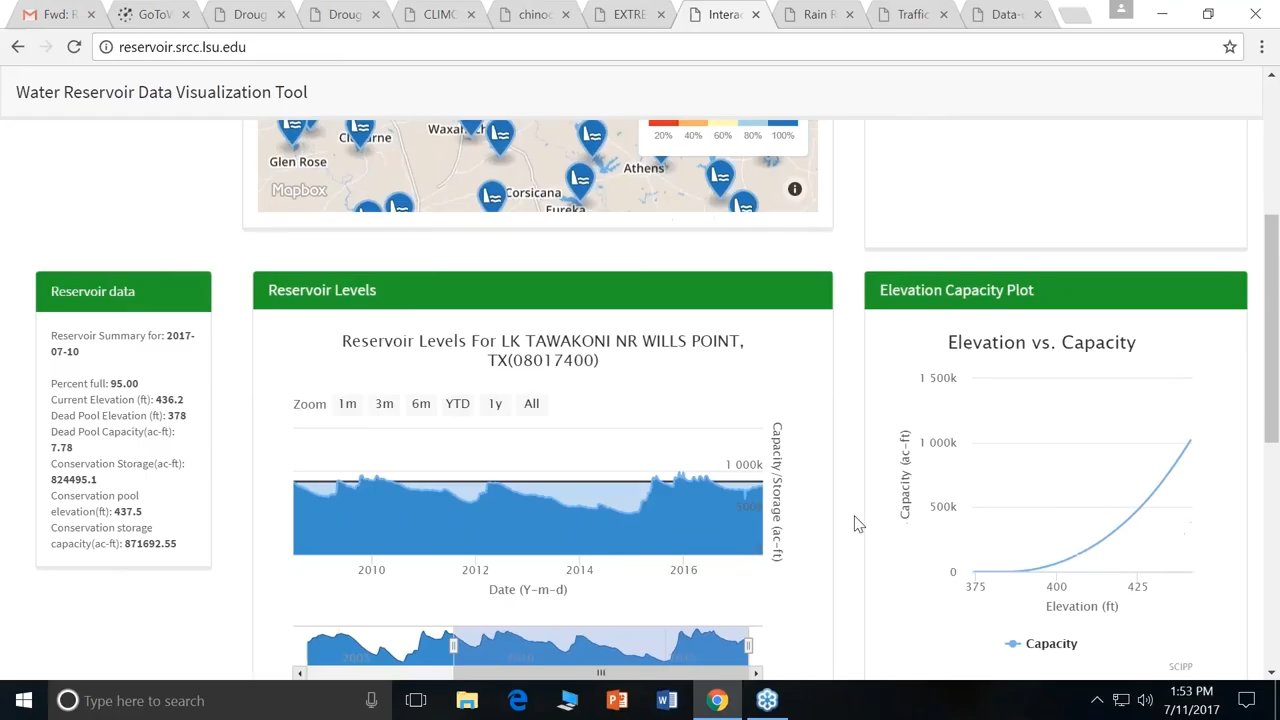 Fwd: R
GoToW
Droug
Droug
CLIMC
chinoc
EXTRE
Interac
Rain R
Traffic
Data-v
reservoir.srcc.lsu.edu
Water Reservoir Data Visualization Tool
Glen Rose
Corsicana
Athens
Mapbox
20% 40% 60% 80% 100%
Reservoir data
Reservoir Summary for: 2017-
07-10
Percent full: 95.00
Current Elevation (ft): 436.2
Dead Pool Elevation (ft): 378
Dead Pool Capacity(ac-ft):
7.78
Conservation Storage(ac-ft):
824495.1
Conservation pool
elevation(ft): 437.5
Conservation storage
capacity(ac-ft): 871692.55
Reservoir Levels
Reservoir Levels For LK TAWAKONI NR WILLS POINT,
TX(08017400)
Zoom 1m 3m 6m YTD 1y All
1 000k
500k
Capacity/Storage (ac-ft)
2010 2012 2014 2016
Date (Y-m-d)
Elevation Capacity Plot
Elevation vs. Capacity
1 500k
1 000k
500k
0
Capacity (ac-ft)
375 400 425
Elevation (ft)
Capacity
SCIPP
Type here to search
1:53 PM
7/11/2017